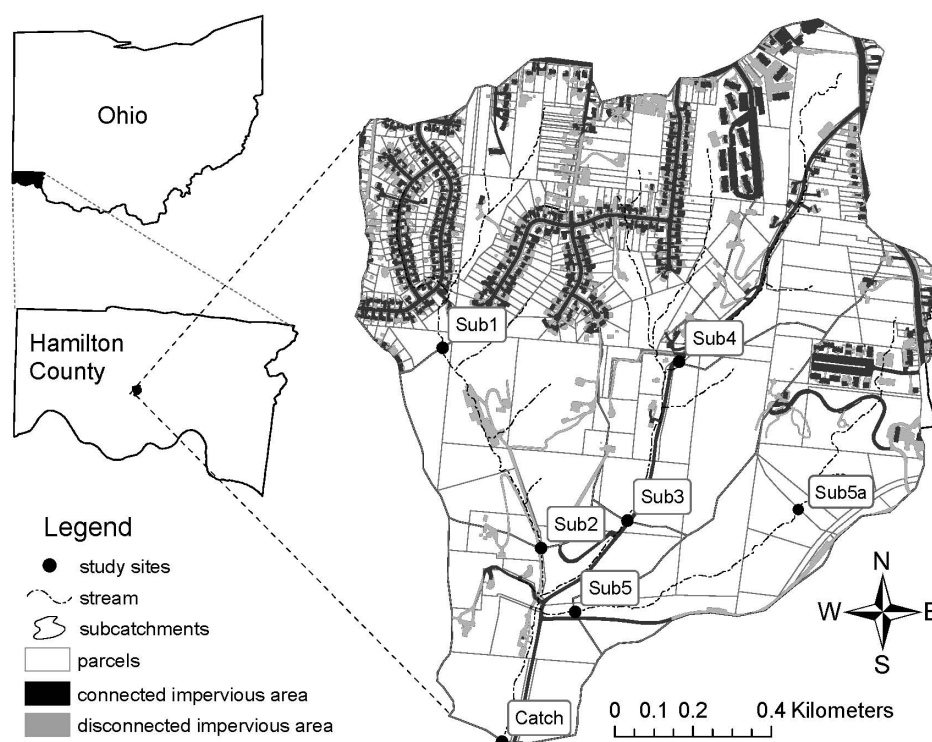 Ohio
Hamilton
County
Legend
study sites
stream
subcatchments
parcels
connected impervious area
disconnected impervious area
Sub1
Sub4
Sub3
Sub5a
Sub2
Sub5
Catch
N
W E
S
0 0.1 0.2 0.4 Kilometers